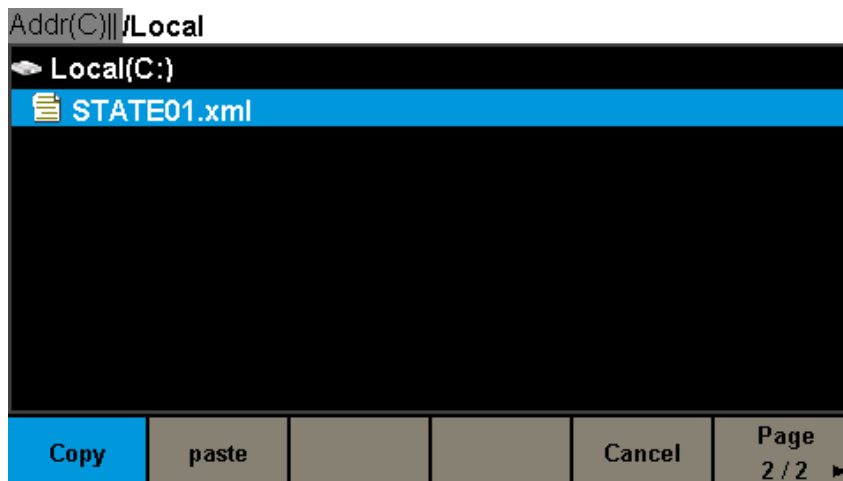 Addr(C)|| /Local
Local(C:)
STATE01.xml
Copy paste Cancel Page
2 / 2 ►